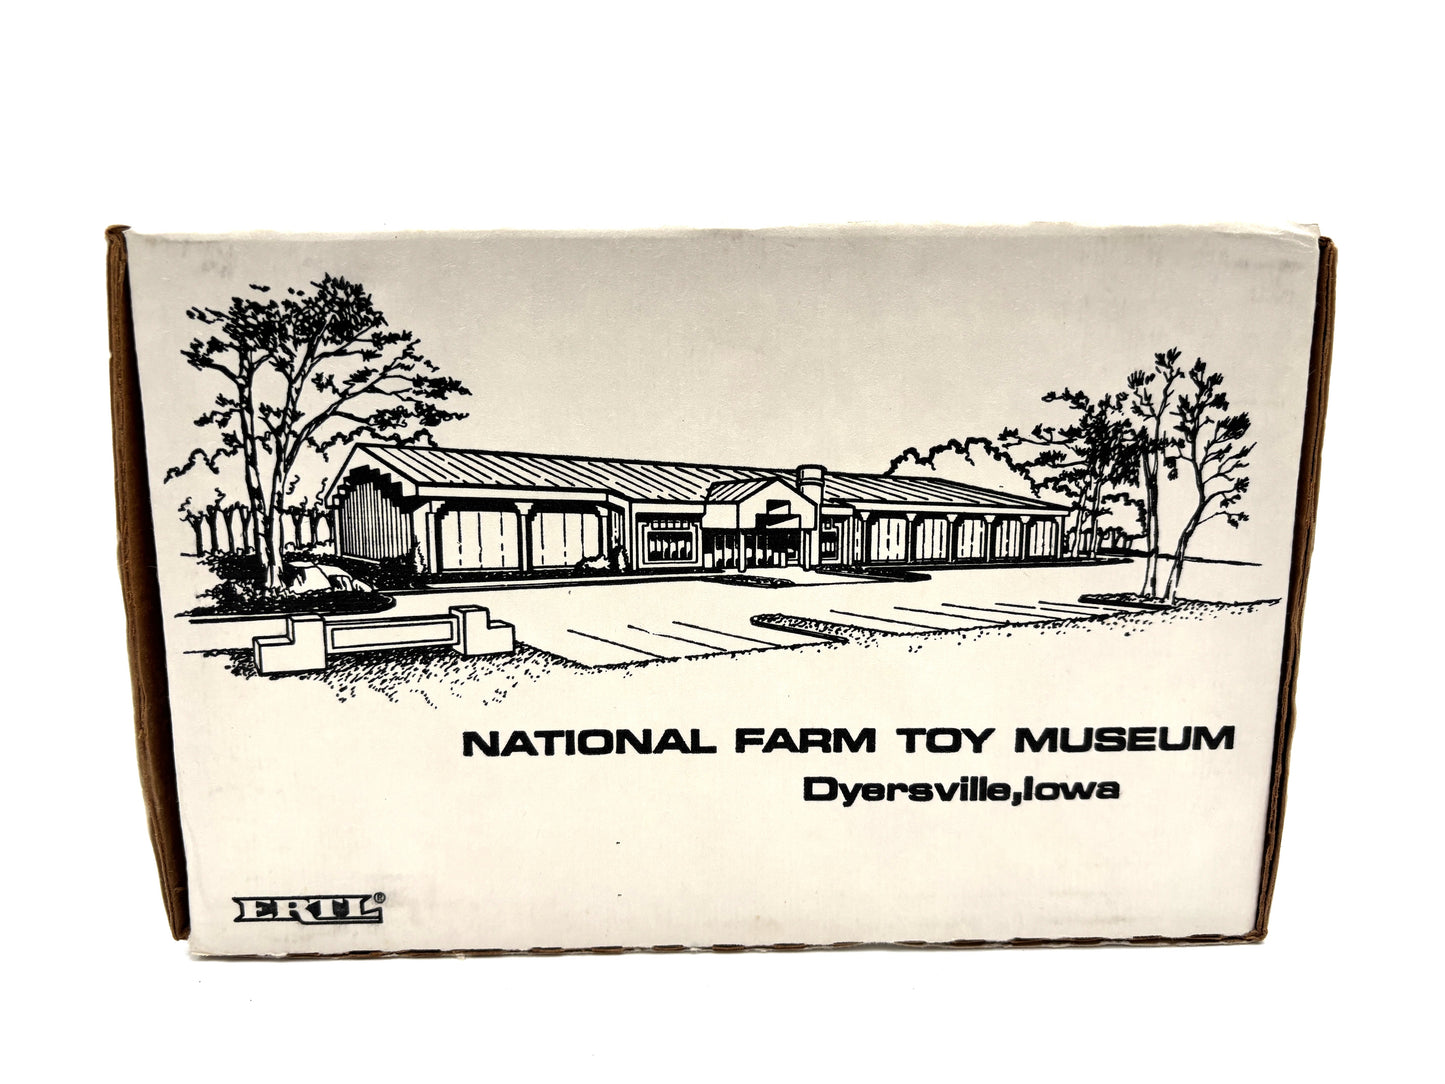 NATIONAL FARM TOY MUSEUM
Dyersville,Iowa
ERTL®